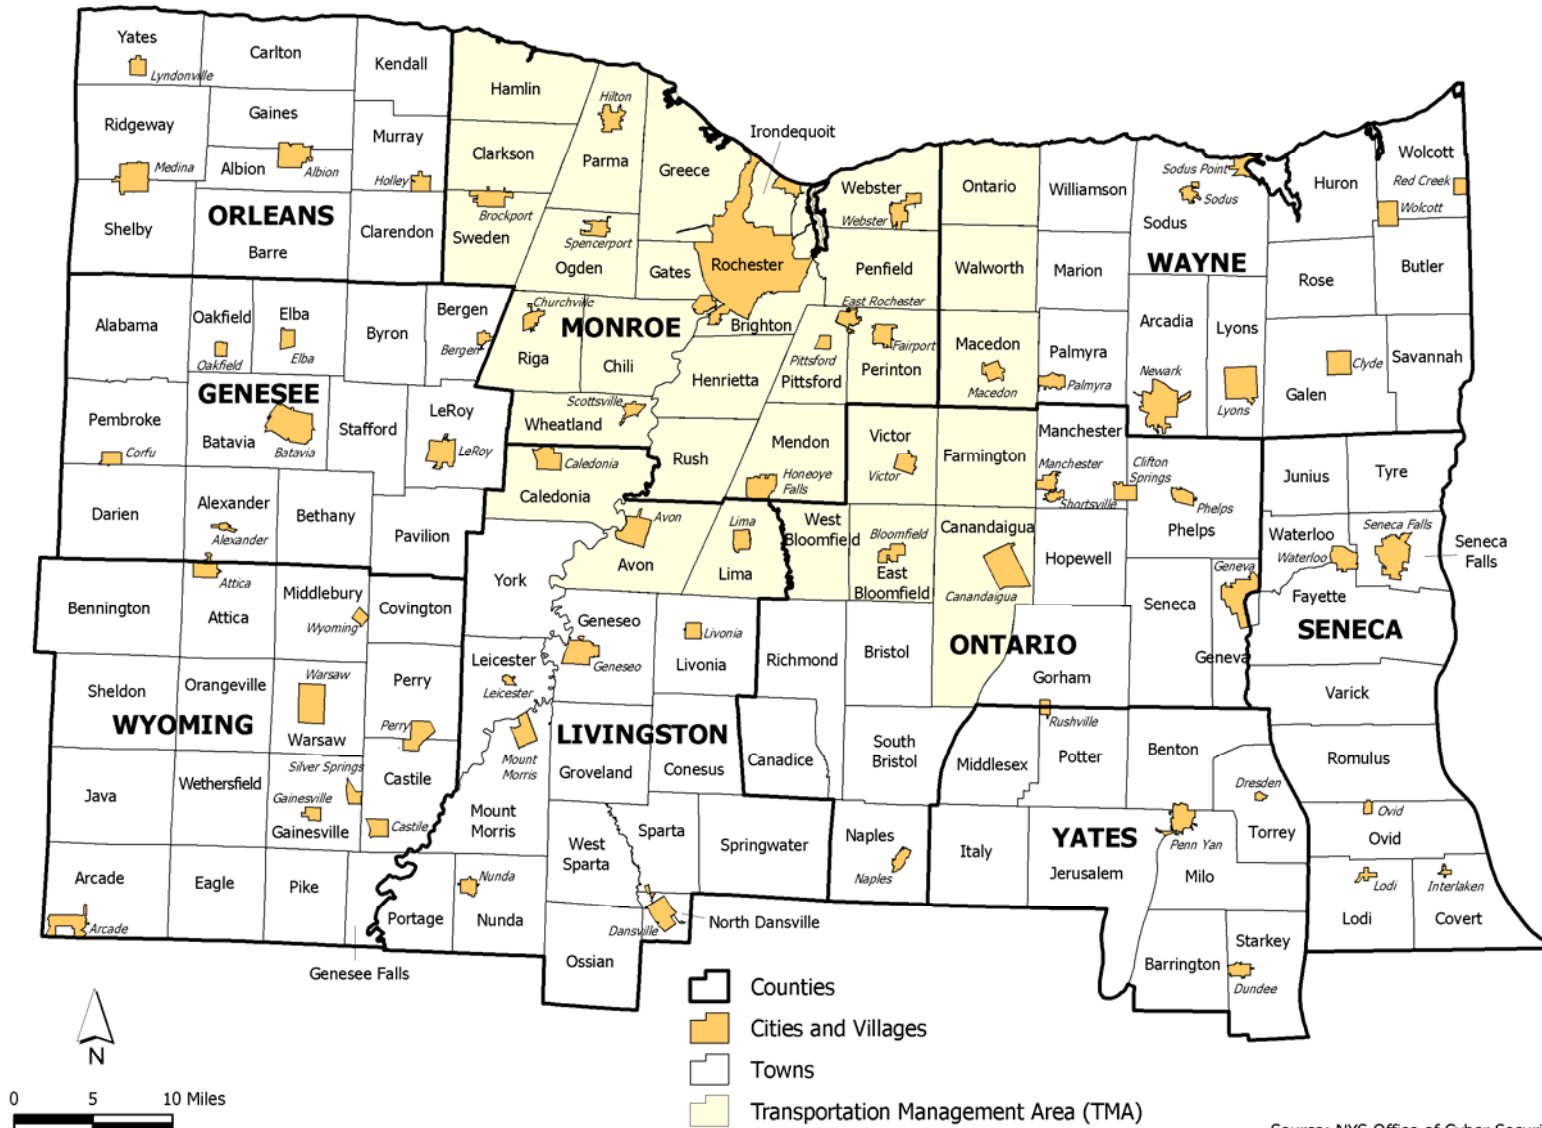 Yates
Lyndonville
Carlton
Kendall
Ridgeway
Gaines
Murray
Medina
Albion
Albion
Holley
ORLEANS
Shelby
Barre
Clarendon
Hamlin
Hilton
Clarkson
Parma
Greece
Irondequoit
Brockport
Sweden
Spencerport
Ogden
Gates
Rochester
Webster
Webster
Penfield
Churchville
MONROE
East Rochester
Brighton
Riga
Chili
Pittsford
Pittsford
Fairport
Perinton
Henrietta
Scottsville
Wheatland
Rush
Mendon
Honeoye
Falls
Ontario
Williamson
Sodus Point
Sodus
Sodus
Huron
Wolcott
Red Creek
Wolcott
WAYNE
Walworth
Marion
Rose
Butler
Macedon
Macedon
Palmyra
Palmyra
Arcadia
Newark
Lyons
Lyons
Galen
Clyde
Savannah
Alabama
Oakfield
Oakfield
Elba
Elba
Byron
Bergen
Bergen
GENESEE
Pembroke
Corfu
Batavia
Batavia
Stafford
LeRoy
LeRoy
Darien
Alexander
Alexander
Bethany
Pavilion
Caledonia
Caledonia
Avon
Avon
Lima
Lima
West
Bloomfield
Bloomfield
East
Bloomfield
Victor
Victor
Farmington
Manchester
Manchester
Shortsville
Clifton
Springs
Phelps
Phelps
Canandaigua
Canandaigua
Hopewell
Seneca
Geneva
Geneva
ONTARIO
Gorham
Rushville
Richmond
Bristol
Canadice
South
Bristol
Naples
Naples
Junius
Tyre
Waterloo
Waterloo
Seneca Falls
Seneca
Falls
Fayette
SENECA
Varick
Romulus
Ovid
Ovid
Lodi
Lodi
Interlaken
Covert
Bennington
Attica
Attica
Middlebury
Wyoming
Covington
Sheldon
Orangeville
Warsaw
Warsaw
Perry
Perry
WYOMING
Java
Wethersfield
Silver Springs
Gainesville
Gainesville
Castile
Castile
Arcade
Arcade
Eagle
Pike
Genesee Falls
York
Leicester
Leicester
Geneseo
Geneseo
Livonia
Livonia
LIVINGSTON
Mount
Morris
Mount
Morris
Groveland
Conesus
West
Sparta
Sparta
Springwater
Nunda
Nunda
Portage
Dansville
North Dansville
Ossian
Middlesex
Potter
Benton
Dresden
Torrey
Italy
YATES
Jerusalem
Penn Yan
Milo
Barrington
Starkey
Dundee
N
0 5 10 Miles
Counties
Cities and Villages
Towns
Transportation Management Area (TMA)
Source: NYS Office of Cyber Securi